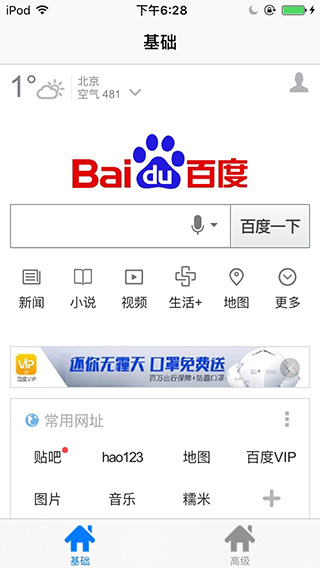 iPod 下午6:28
基础
1° 北京
空气 481
Bai du 百度
百度一下
新闻 小说 视频 生活+ 地图 更多
VIP 百度VIP 还你无霾天 口罩免费送
百万出行保障+防霾口罩
常用网址
贴吧 hao123 地图 百度VIP
图片 音乐 糯米
基础 高级